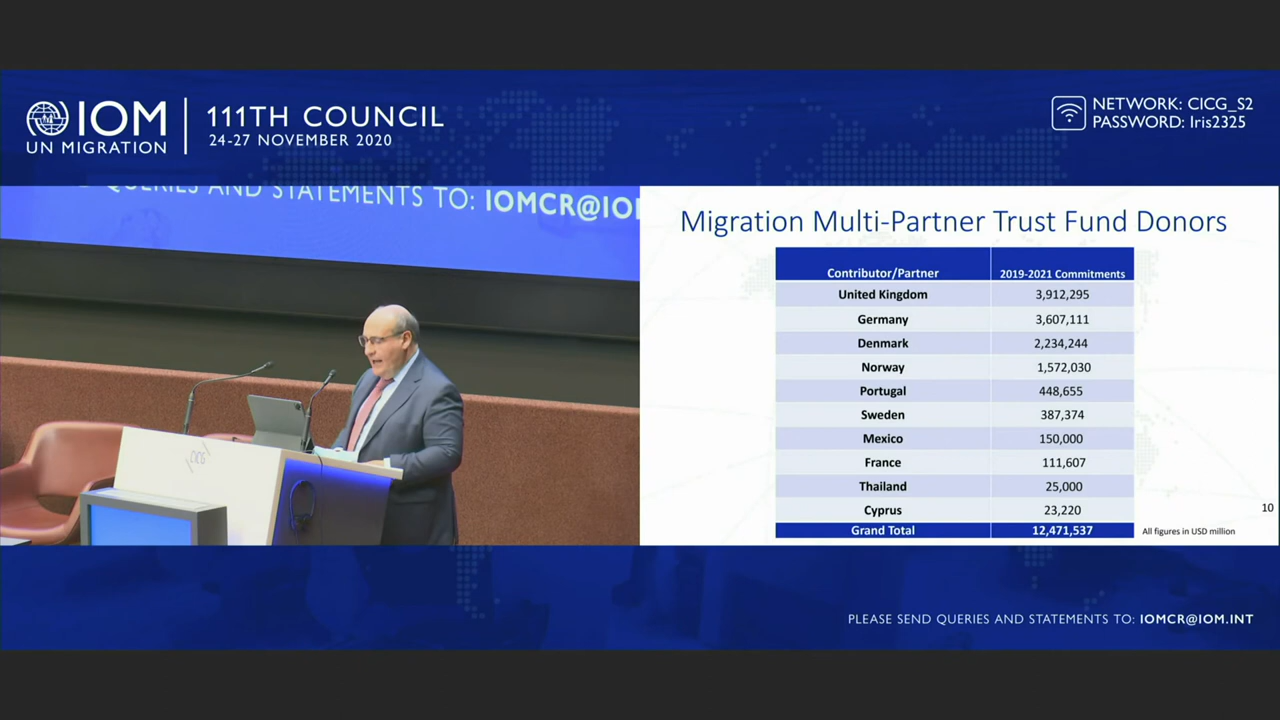 IOM
UN MIGRATION
111TH COUNCIL
24-27 NOVEMBER 2020
NETWORK: CICG_S2
PASSWORD: Iris2325
QUERIES AND STATEMENTS TO: IOMCR@IO
CICG
Migration Multi-Partner Trust Fund Donors
Contributor/Partner 2019-2021 Commitments
United Kingdom 3,912,295
Germany 3,607,111
Denmark 2,234,244
Norway 1,572,030
Portugal 448,655
Sweden 387,374
Mexico 150,000
France 111,607
Thailand 25,000
Cyprus 23,220
Grand Total 12,471,537
All figures in USD million
10
PLEASE SEND QUERIES AND STATEMENTS TO: IOMCR@IOM.INT